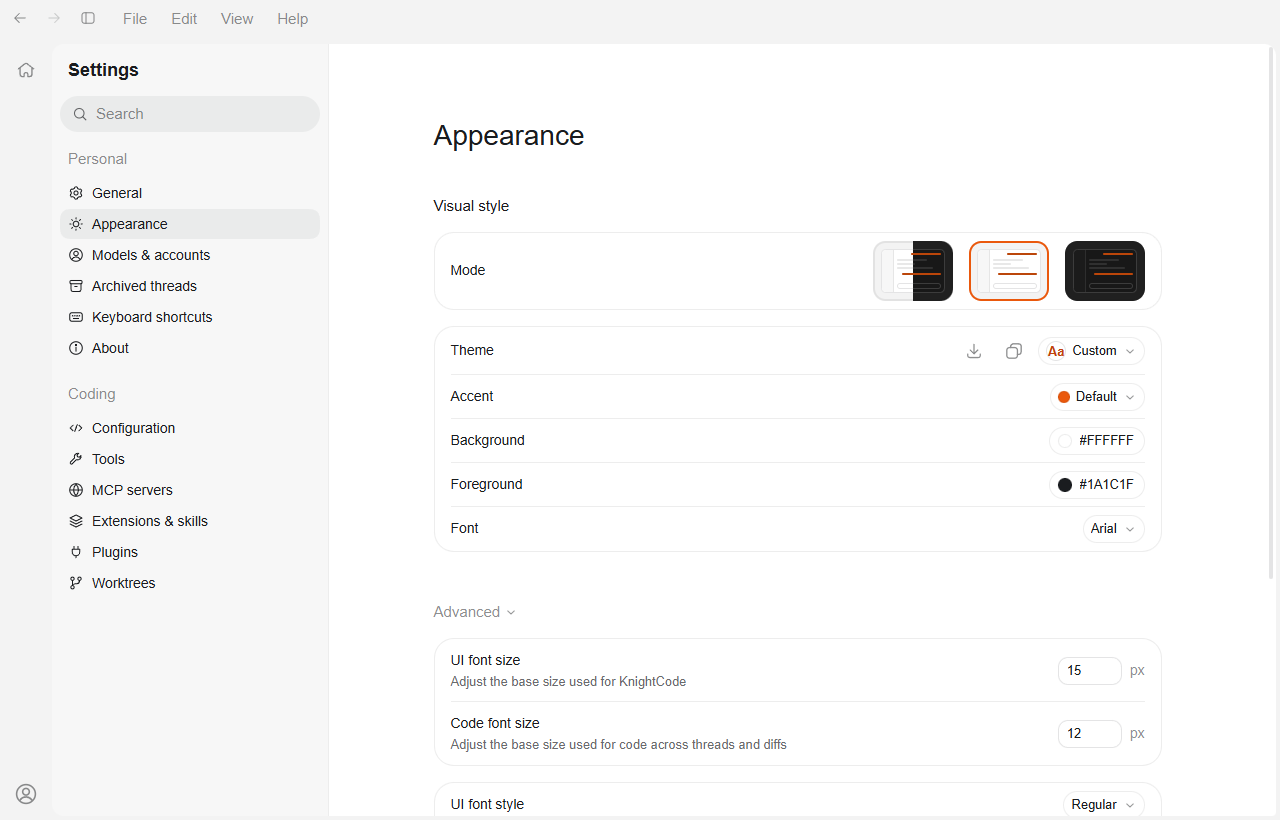 File Edit View Help
Settings
Search
Personal
General
Appearance
Models & accounts
Archived threads
Keyboard shortcuts
About
Coding
Configuration
Tools
MCP servers
Extensions & skills
Plugins
Worktrees
Appearance
Visual style
Mode
Theme Aa Custom
Accent Default
Background #FFFFFF
Foreground #1A1C1F
Font Arial
Advanced
UI font size 15 px
Adjust the base size used for KnightCode
Code font size 12 px
Adjust the base size used for code across threads and diffs
UI font style Regular